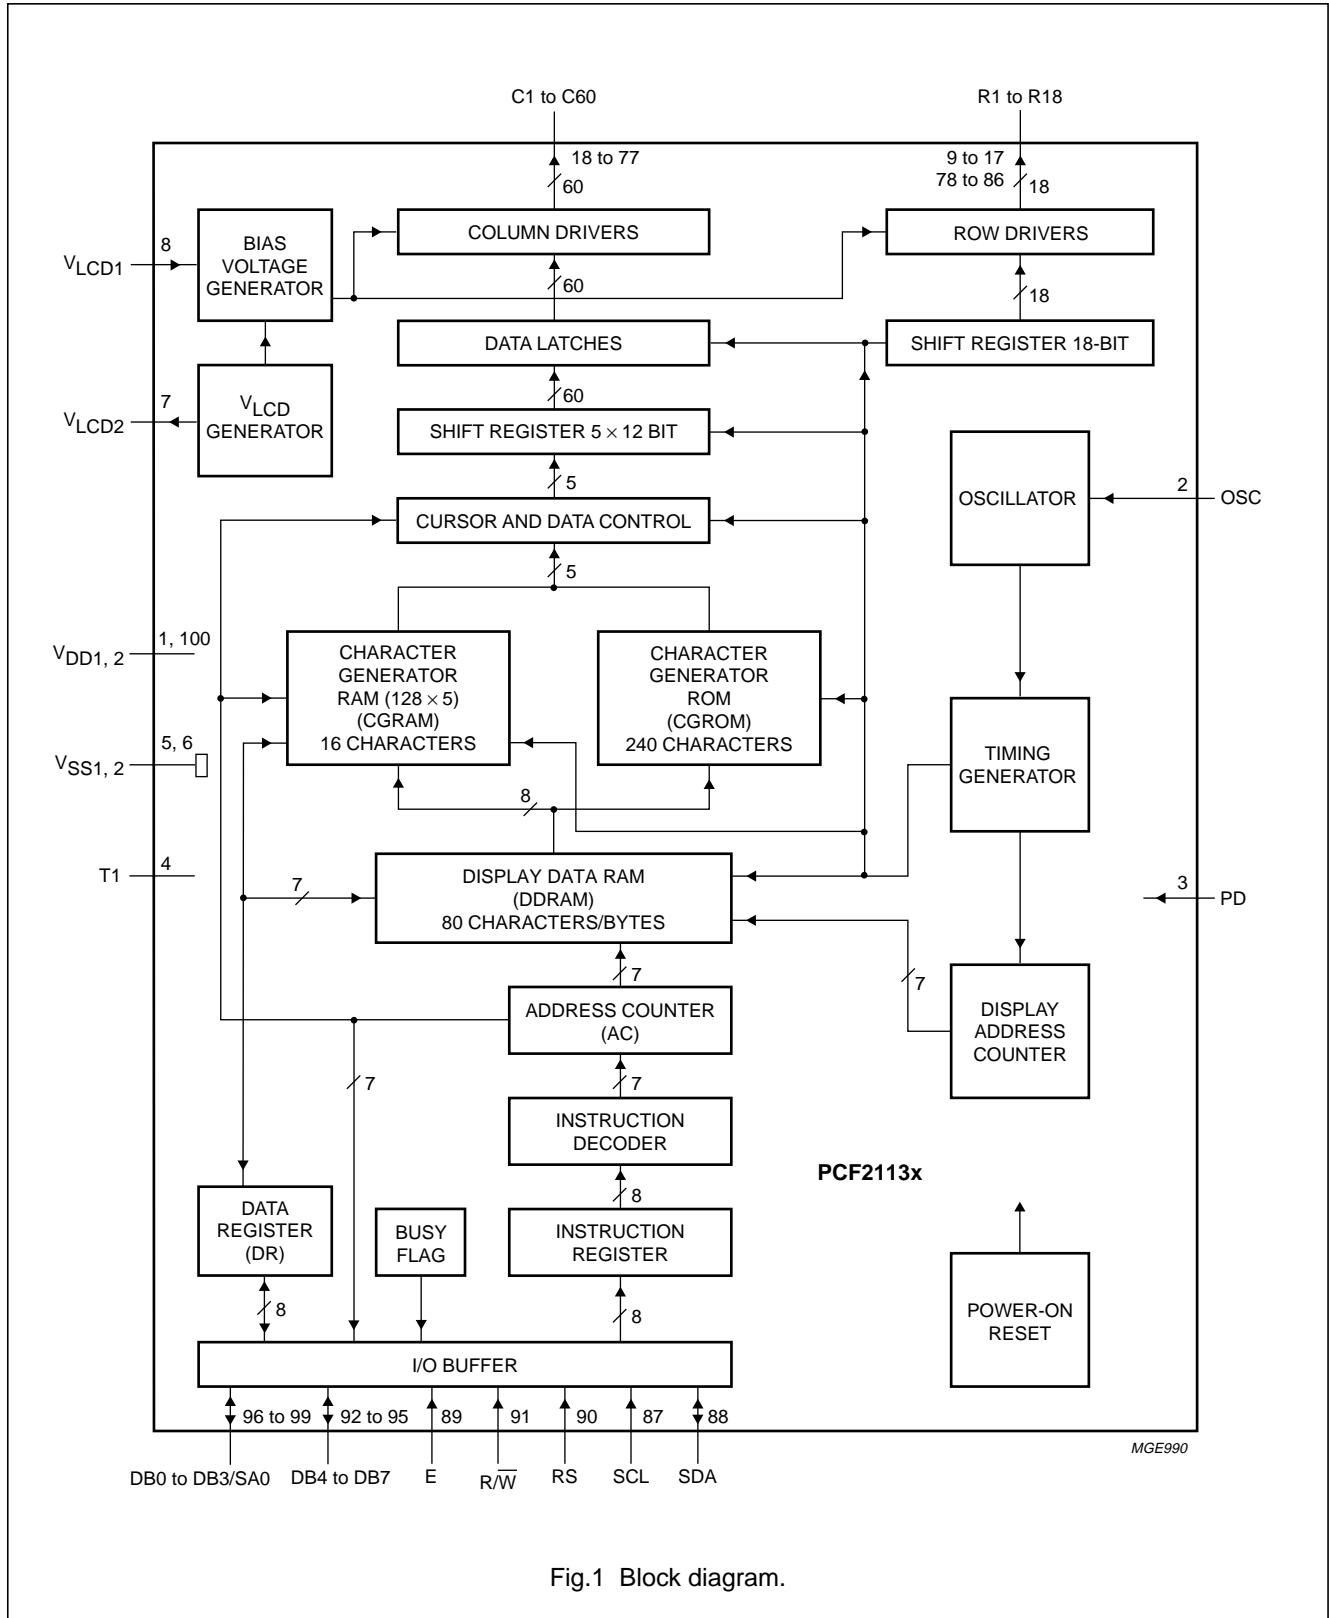 C1 to C60
R1 to R18
18 to 77
60
9 to 17
78 to 86
18
VLCD1
8
BIAS
VOLTAGE
GENERATOR
COLUMN DRIVERS
ROW DRIVERS
60
18
DATA LATCHES
SHIFT REGISTER 18-BIT
VLCD2
7
VLCD
GENERATOR
60
SHIFT REGISTER 5 × 12 BIT
5
OSCILLATOR
2
OSC
CURSOR AND DATA CONTROL
5
VDD1, 2
1, 100
CHARACTER
GENERATOR
RAM (128 × 5)
(CGRAM)
16 CHARACTERS
CHARACTER
GENERATOR
ROM
(CGROM)
240 CHARACTERS
VSS1, 2
5, 6
TIMING
GENERATOR
8
T1
4
7
DISPLAY DATA RAM
(DDRAM)
80 CHARACTERS/BYTES
3
PD
7
7
ADDRESS COUNTER
(AC)
DISPLAY
ADDRESS
COUNTER
7
7
INSTRUCTION
DECODER
PCF2113x
8
DATA
REGISTER
(DR)
BUSY
FLAG
INSTRUCTION
REGISTER
8
8
POWER-ON
RESET
I/O BUFFER
96 to 99
92 to 95
89
91
90
87
88
MGE990
DB0 to DB3/SA0
DB4 to DB7
E
R/W̅
RS
SCL
SDA
Fig.1 Block diagram.